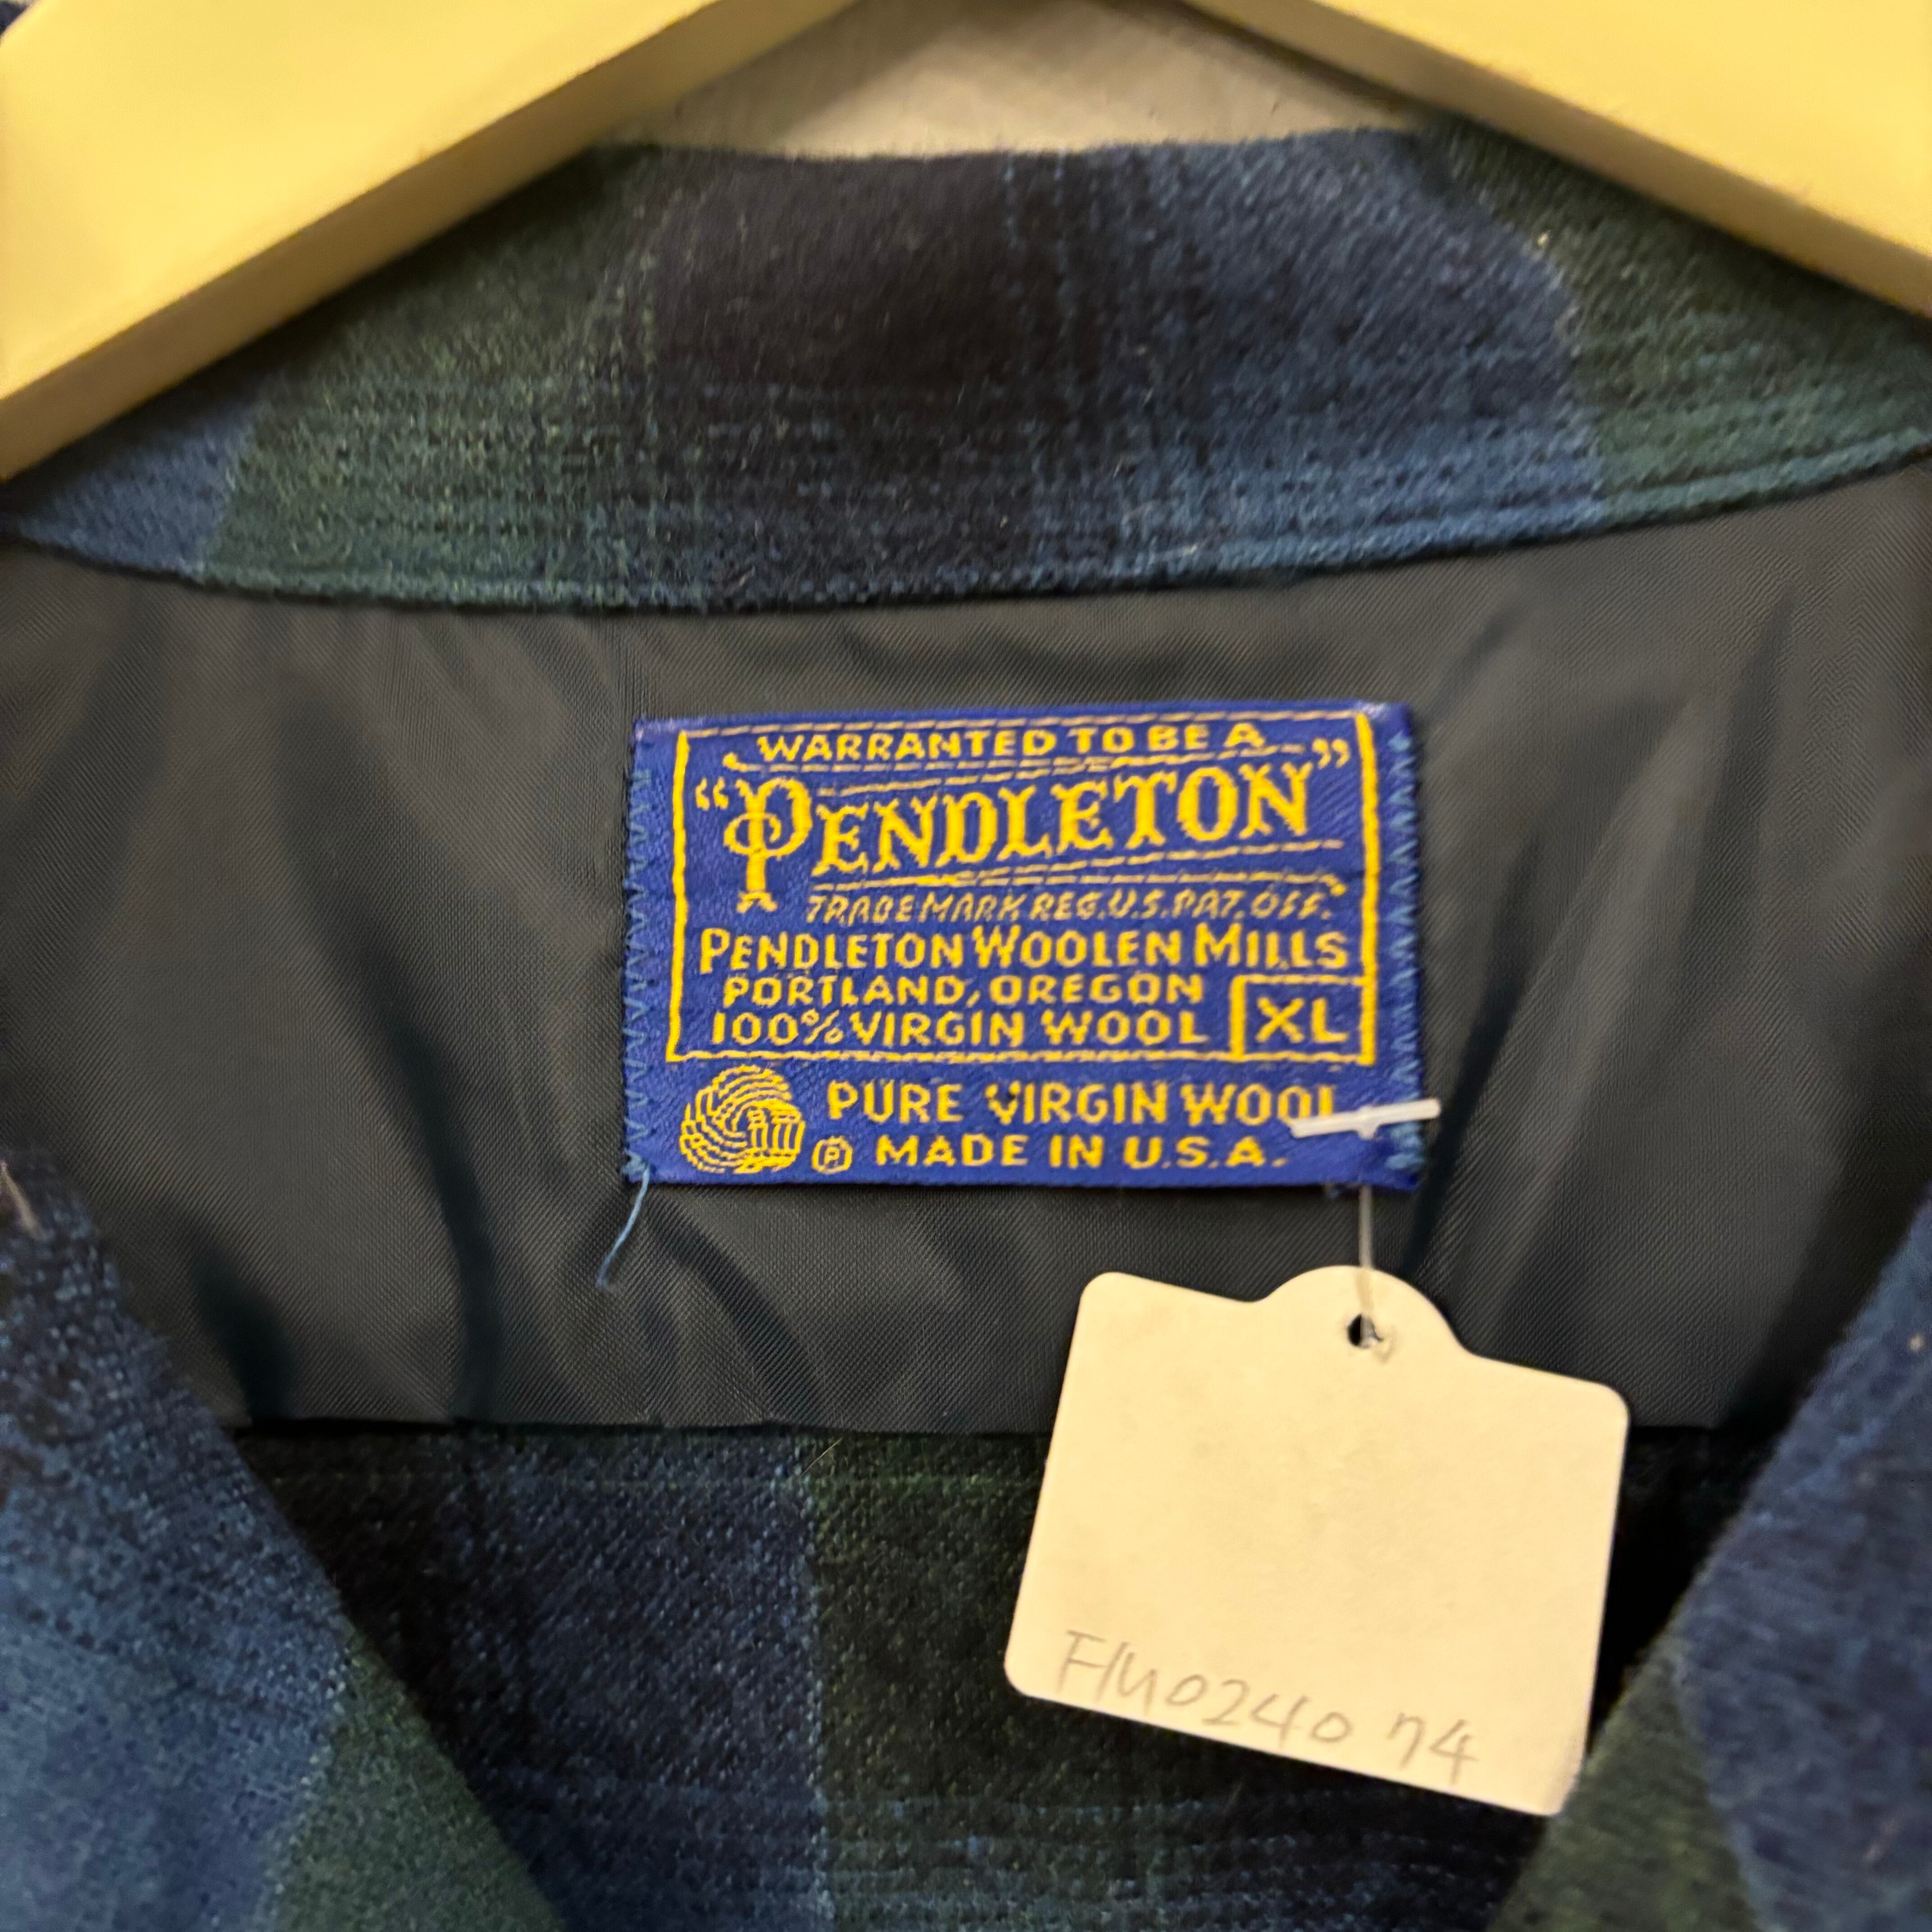 WARRANTED TO BE A
"PENDLETON"
TRADE MARK REG. U.S. PAT. OFF.
PENDLETON WOOLEN MILLS
PORTLAND, OREGON
100% VIRGIN WOOL XL
PURE VIRGIN WOOL
Ⓟ MADE IN U.S.A.